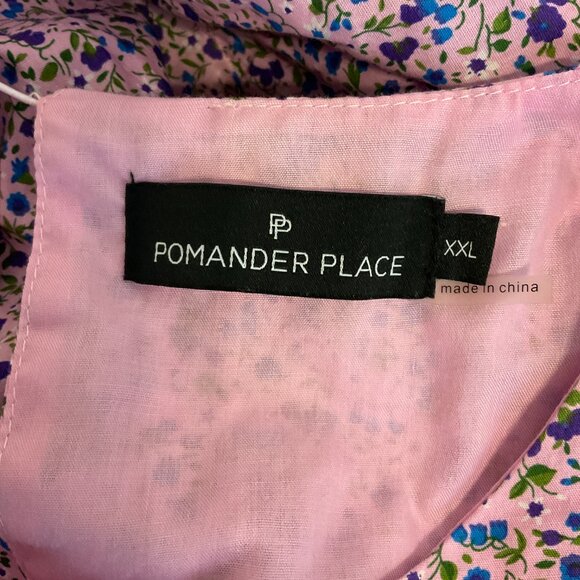 PP
POMANDER PLACE
XXL
made in china